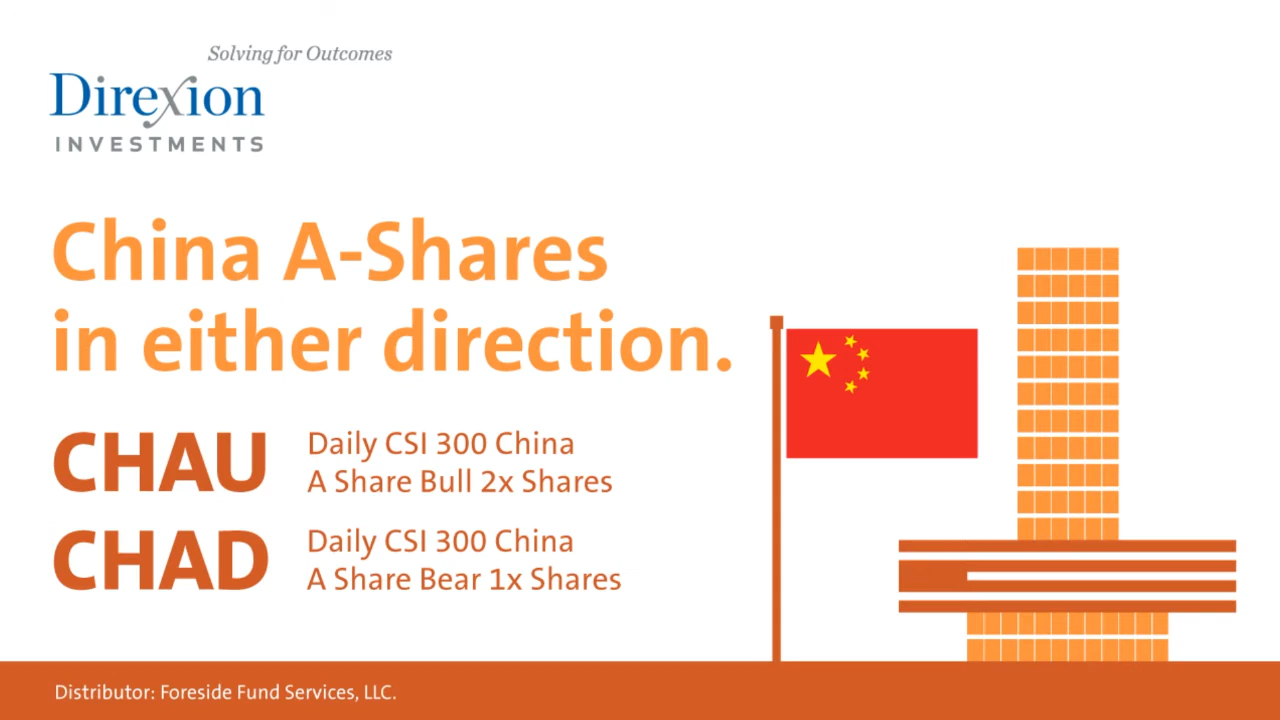 Solving for Outcomes
Direxion
INVESTMENTS
China A-Shares
in either direction.
CHAU
Daily CSI 300 China
A Share Bull 2x Shares
CHAD
Daily CSI 300 China
A Share Bear 1x Shares
Distributor: Foreside Fund Services, LLC.